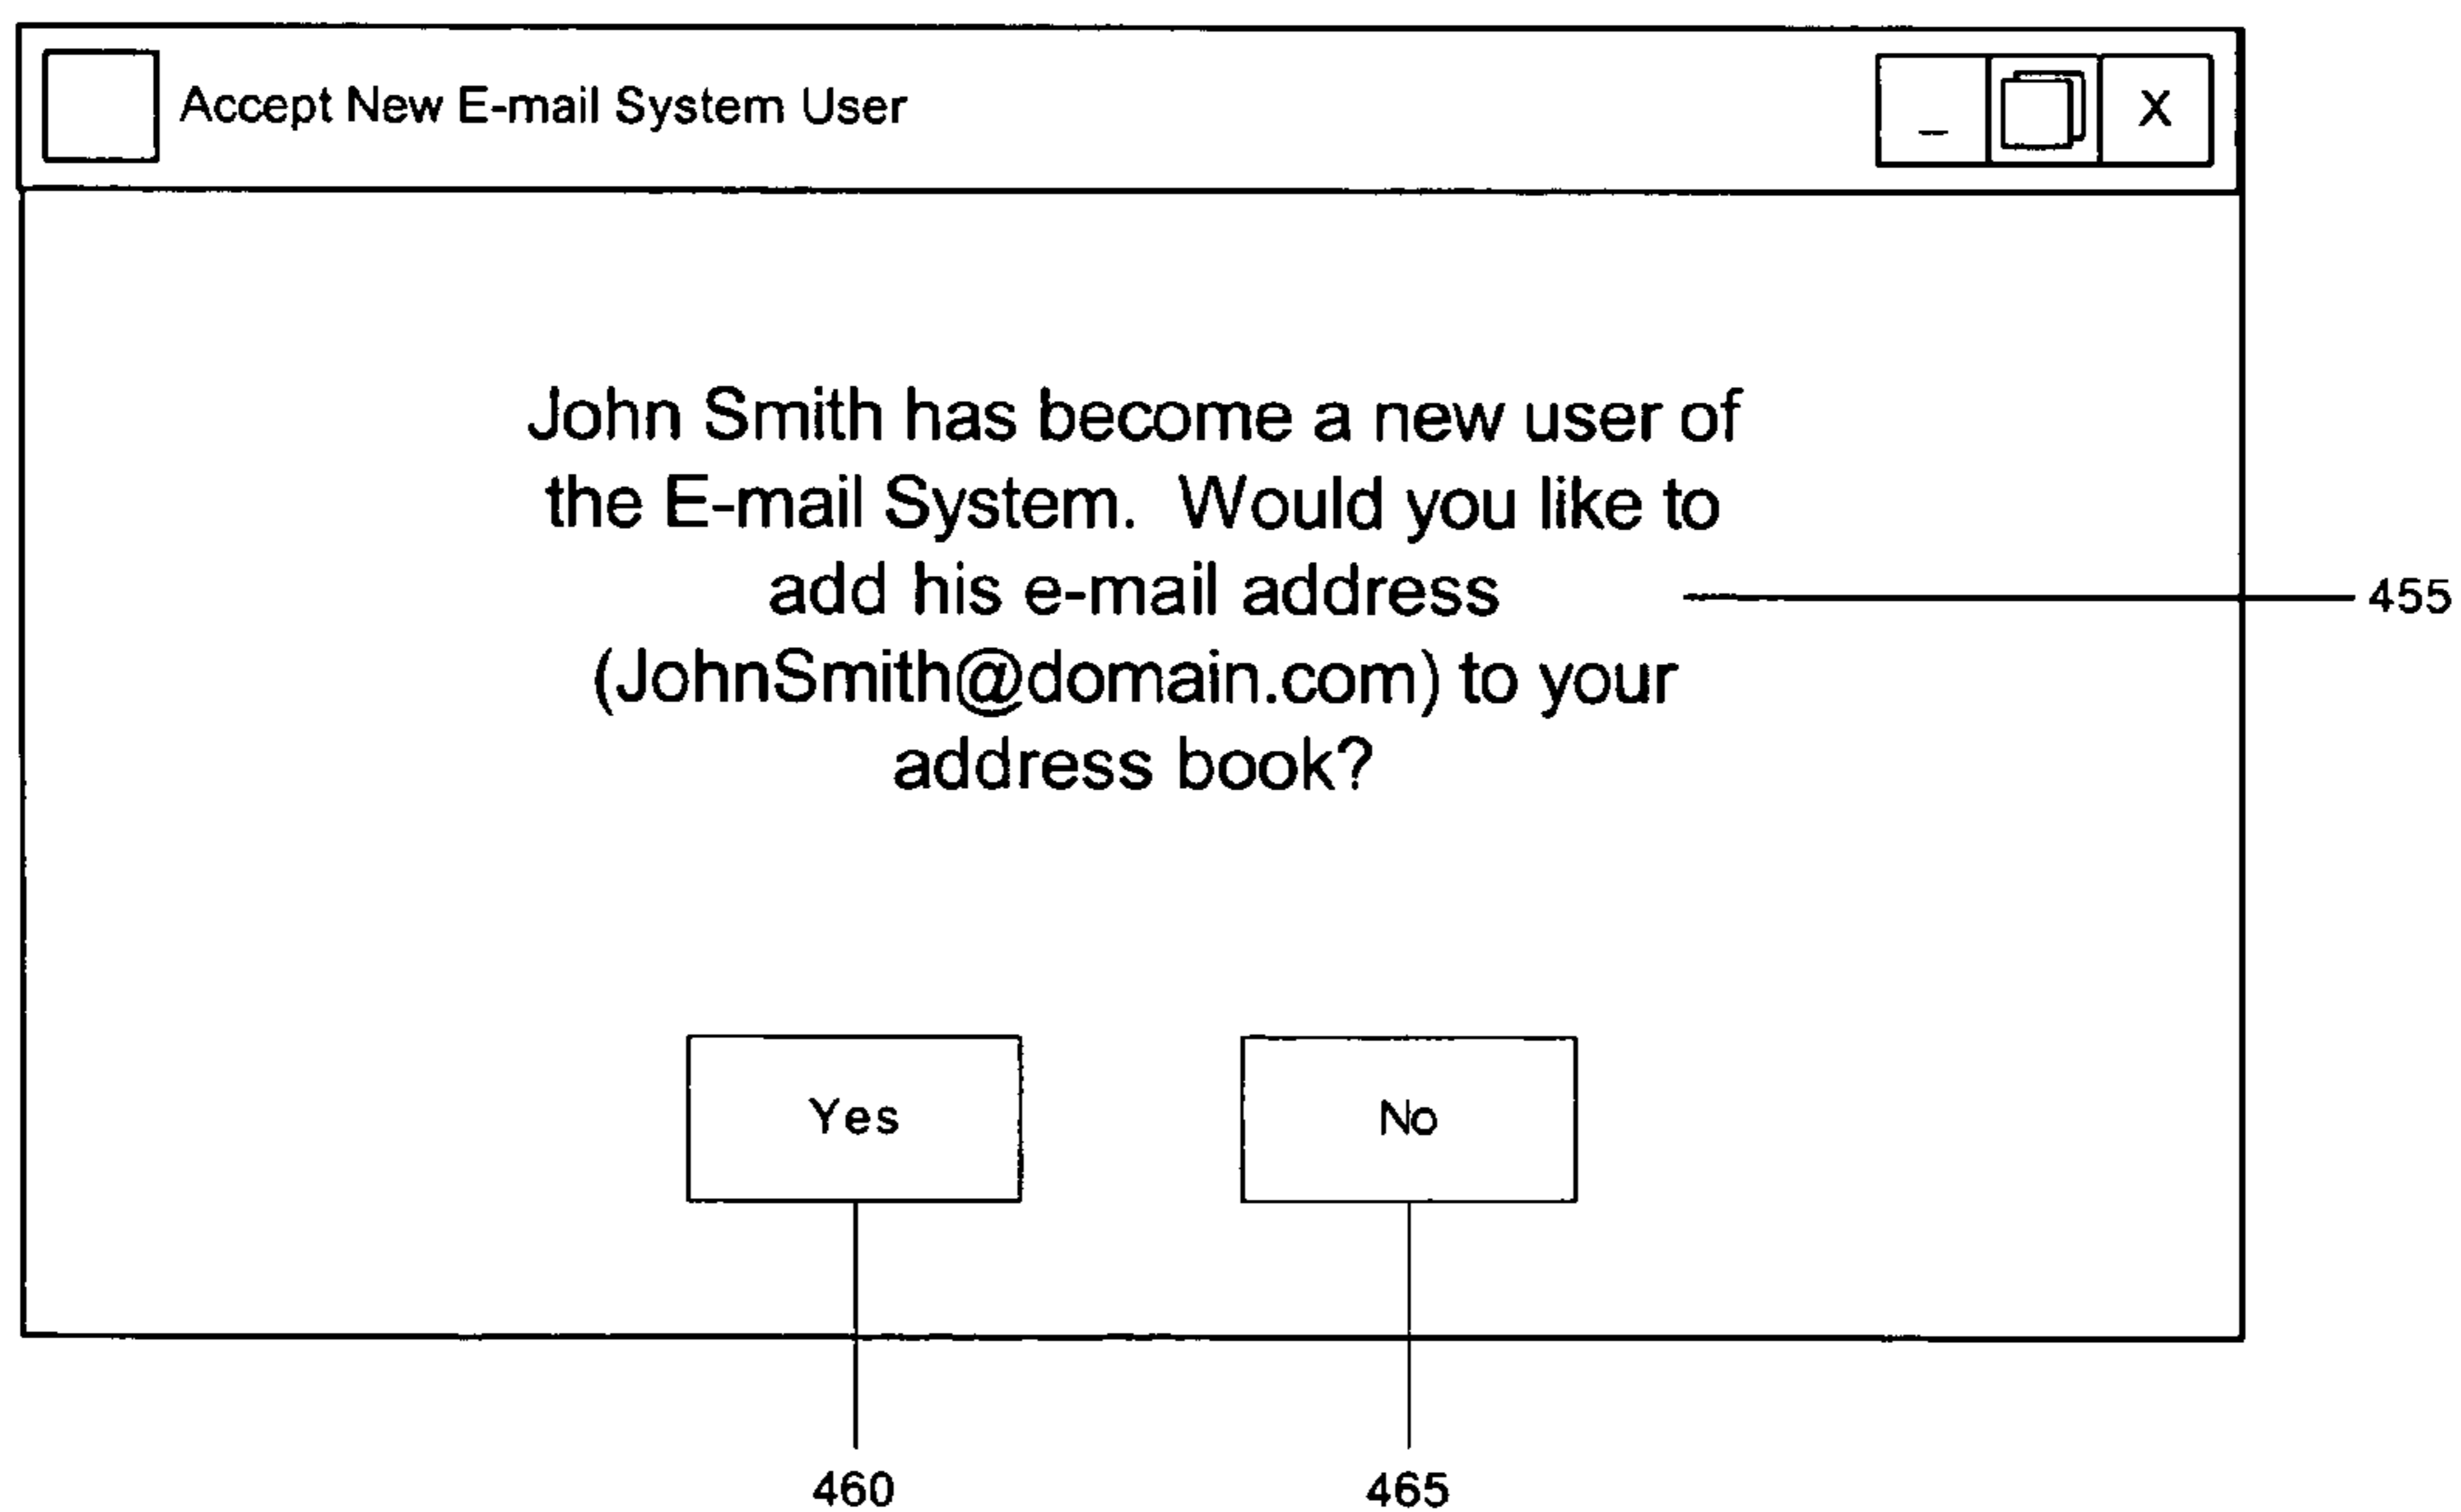 Accept New E-mail System User
_
X
John Smith has become a new user of
the E-mail System.  Would you like to
add his e-mail address
455
(JohnSmith@domain.com) to your
address book?
Yes
No
460
465